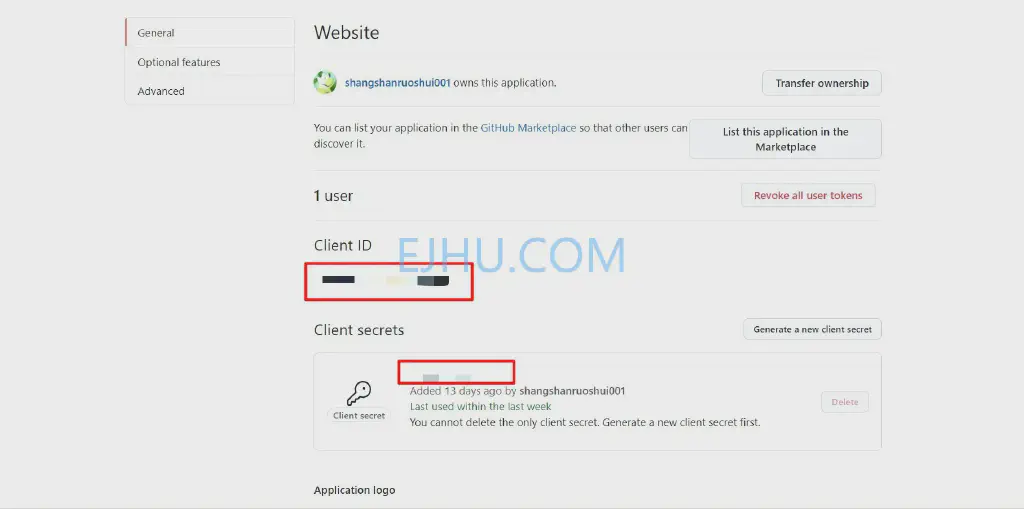 General
Optional features
Advanced
Website
shangshanruoshui001 owns this application.
Transfer ownership
You can list your application in the GitHub Marketplace so that other users can
discover it.
List this application in the
Marketplace
1 user
Revoke all user tokens
Client ID
EJHU.COM
Client secrets
Generate a new client secret
Client secret
Added 13 days ago by shangshanruoshui001
Last used within the last week
You cannot delete the only client secret. Generate a new client secret first.
Delete
Application logo